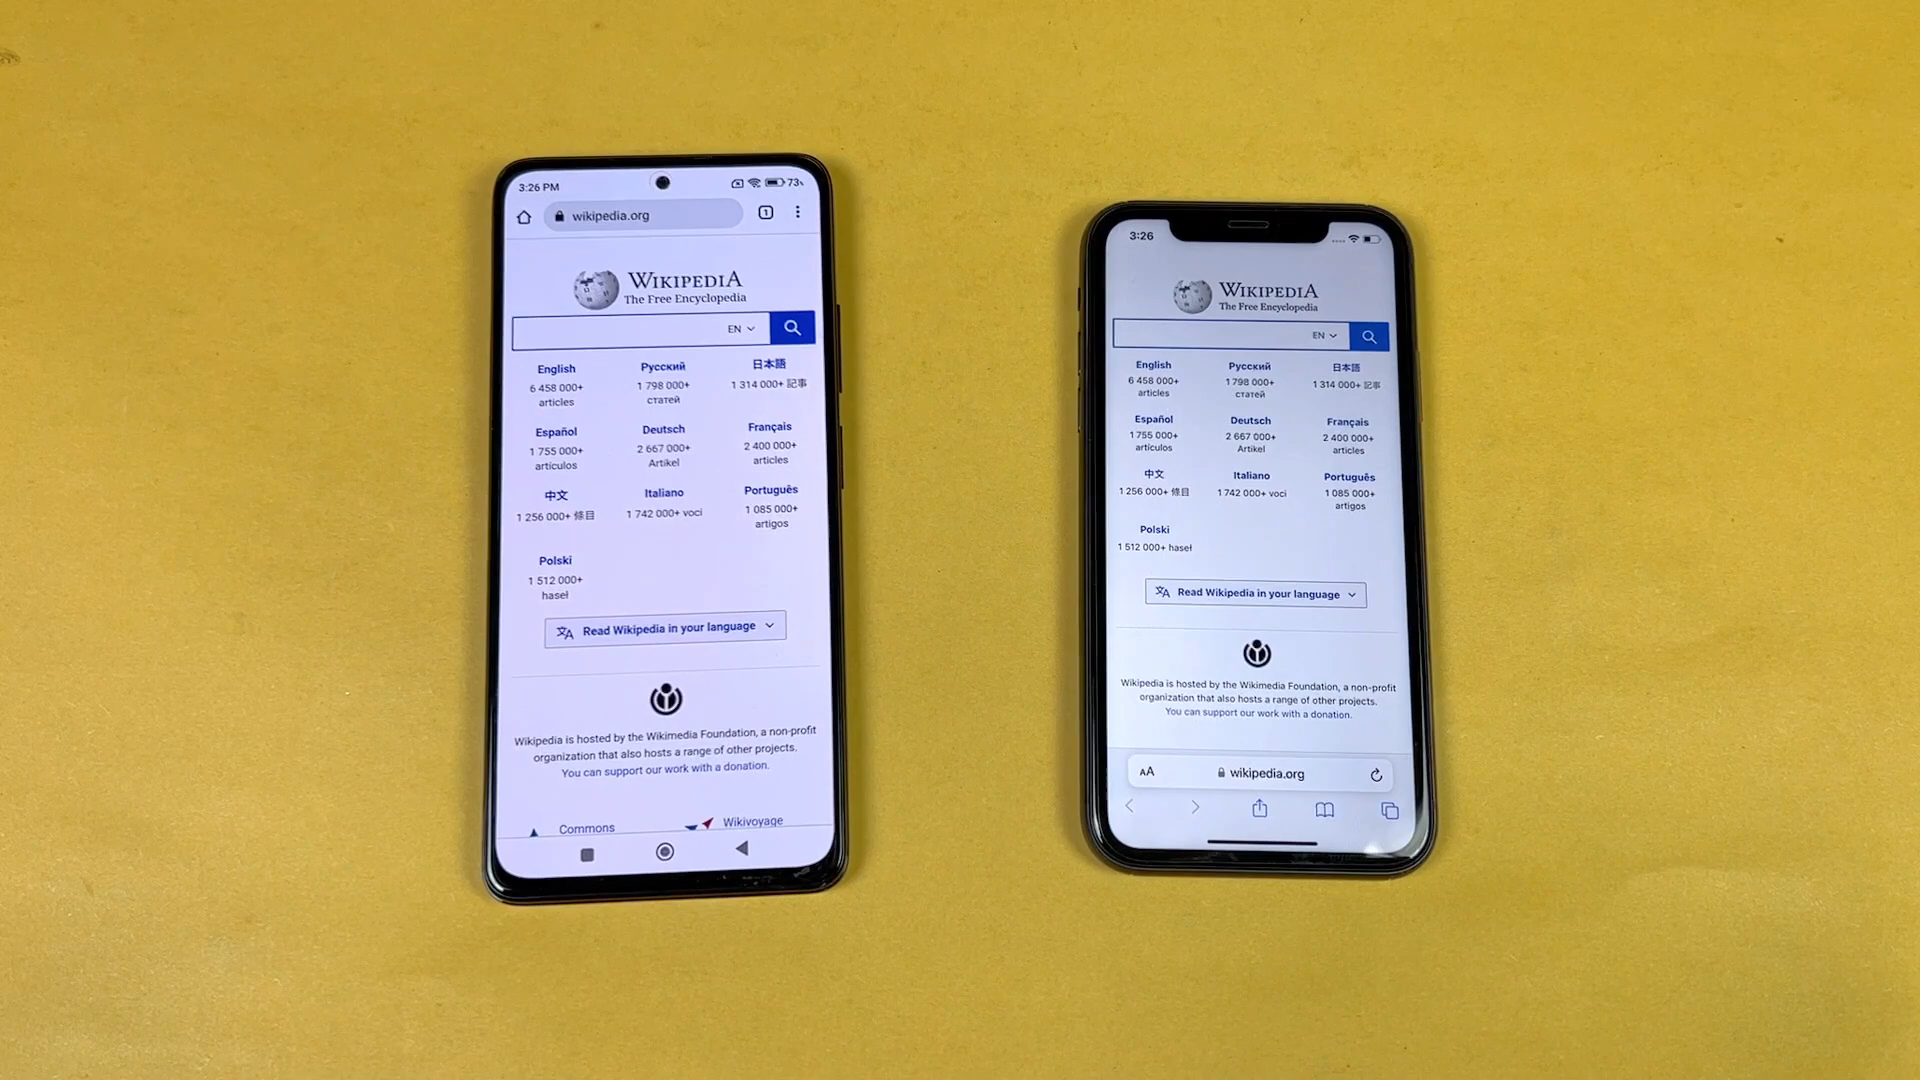 3:26 PM
73%
wikipedia.org
1
WIKIPEDIA
The Free Encyclopedia
EN
English
6 458 000+
articles
Русский
1 798 000+
статей
日本語
1 314 000+ 記事
Español
1 755 000+
artículos
Deutsch
2 667 000+
Artikel
Français
2 400 000+
articles
中文
1 256 000+ 條目
Italiano
1 742 000+ voci
Português
1 085 000+
artigos
Polski
1 512 000+
haseł
Read Wikipedia in your language
Wikipedia is hosted by the Wikimedia Foundation, a non-profit
organization that also hosts a range of other projects.
You can support our work with a donation.
Commons
Wikivoyage
3:26
WIKIPEDIA
The Free Encyclopedia
EN
English
6 458 000+
articles
Русский
1 798 000+
статей
日本語
1 314 000+ 記事
Español
1 755 000+
artículos
Deutsch
2 667 000+
Artikel
Français
2 400 000+
articles
中文
1 256 000+ 條目
Italiano
1 742 000+ voci
Português
1 085 000+
artigos
Polski
1 512 000+ haseł
Read Wikipedia in your language
Wikipedia is hosted by the Wikimedia Foundation, a non-profit
organization that also hosts a range of other projects.
You can support our work with a donation.
AA
wikipedia.org